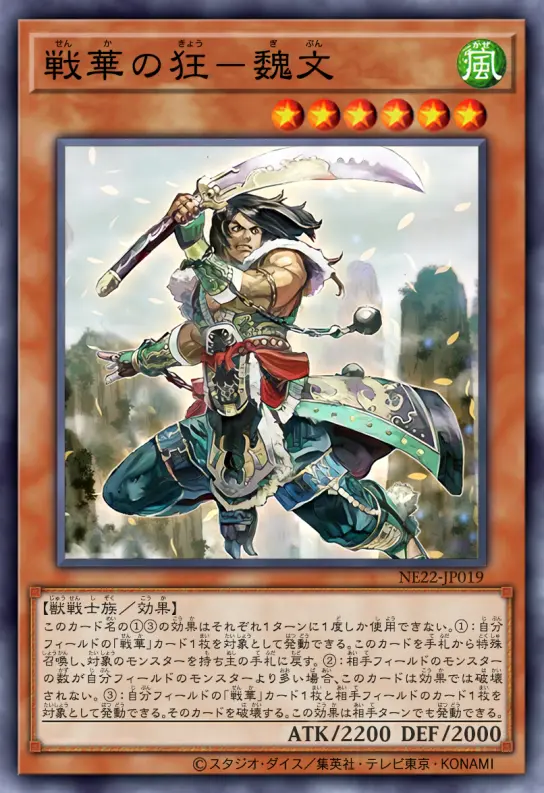 戦華の狂－魏文
風
NE22-JP019
【獣戦士族／効果】
このカード名の①③の効果はそれぞれ1ターンに1度しか使用できない。①：自分
フィールドの「戦華」カード1枚を対象として発動できる。このカードを手札から特殊
召喚し、対象のモンスターを持ち主の手札に戻す。②：相手フィールドのモンスター
の数が自分フィールドのモンスターより多い場合、このカードは効果では破壊
されない。③：自分フィールドの「戦華」カード1枚と相手フィールドのカード1枚を
対象として発動できる。そのカードを破壊する。この効果は相手ターンでも発動できる。
ATK/2200 DEF/2000
©スタジオ・ダイス／集英社・テレビ東京・KONAMI